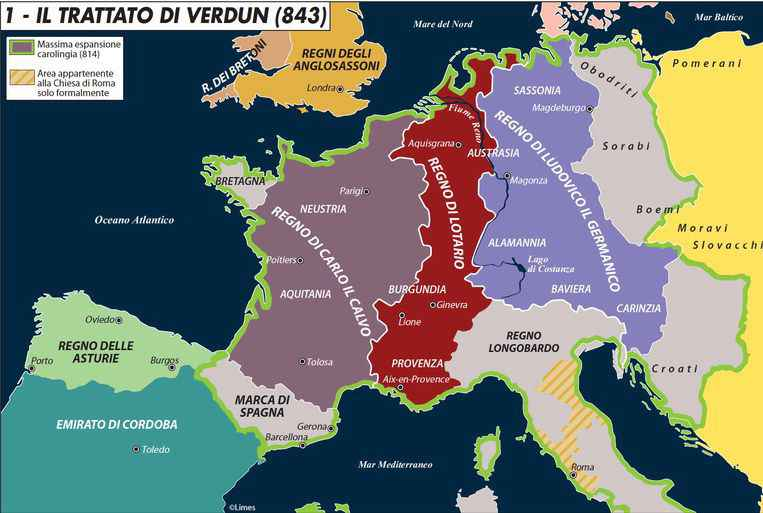 1 - IL TRATTATO DI VERDUN (843)
Massima espansione
carolingia (814)
Area appartenente
alla Chiesa di Roma
solo formalmente
Mare del Nord
Mar Baltico
R. DEI BRETONI
REGNI DEGLI
ANGLOSASSONI
Londra
Pomerani
Obodriti
SASSONIA
Magdeburgo
Fiume Reno
Sorabi
Aquisgrana
AUSTRASIA
Magonza
BRETAGNA
Parigi
NEUSTRIA
REGNO DI CARLO IL CALVO
REGNO DI LOTARIO
REGNO DI LUDOVICO IL GERMANICO
Boemi
Moravi
Slovacchi
Oceano Atlantico
Poitiers
ALAMANNIA
Lago
di Costanza
AQUITANIA
BURGUNDIA
BAVIERA
Ginevra
CARINZIA
Lione
Oviedo
REGNO DELLE
ASTURIE
Porto
Burgos
Tolosa
PROVENZA
Aix-en-Provence
REGNO
LONGOBARDO
Croati
MARCA DI
SPAGNA
Gerona
Barcellona
EMIRATO DI CORDOBA
Toledo
Mar Mediterraneo
Roma
©Limes